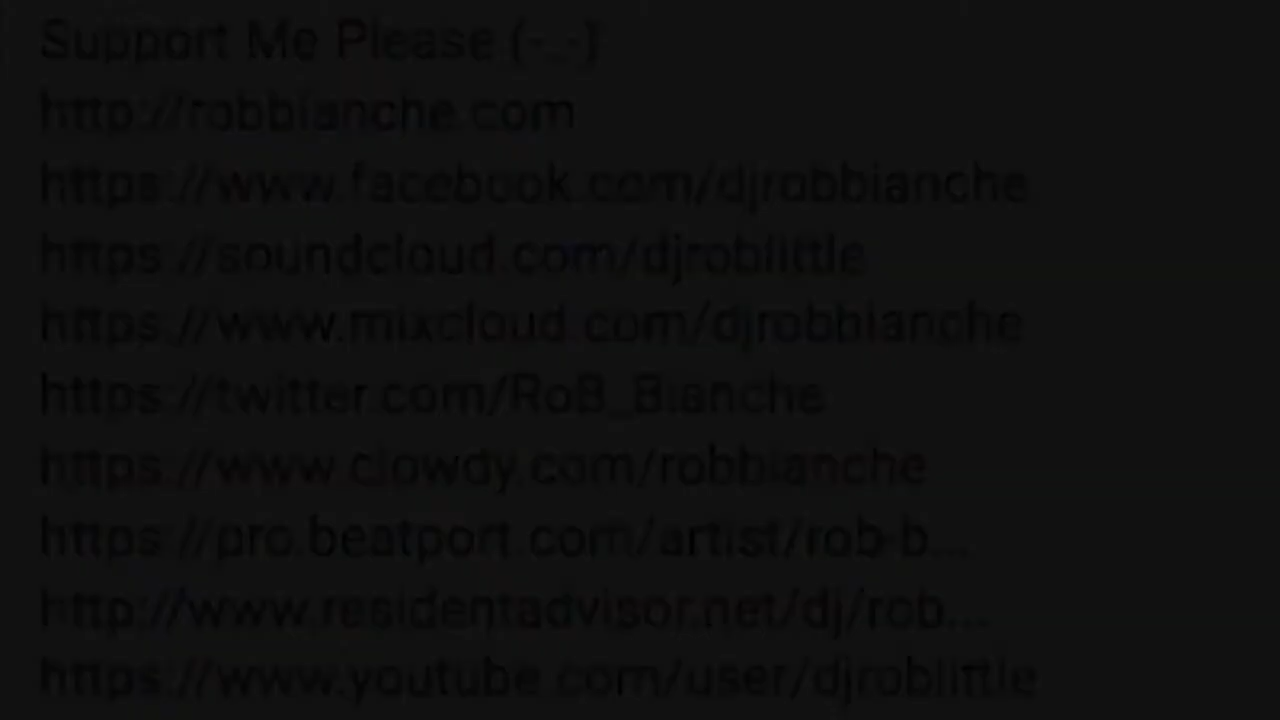 Support Me Please (-_-)
http://robbianche.com
https://www.facebook.com/djrobbianche
https://soundcloud.com/djroblittle
https://www.mixcloud.com/djrobbianche
https://twitter.com/RoB_Bianche
https://www.clowdy.com/robbianche
https://pro.beatport.com/artist/rob-b...
http://www.residentadvisor.net/dj/rob...
https://www.youtube.com/user/djroblittle